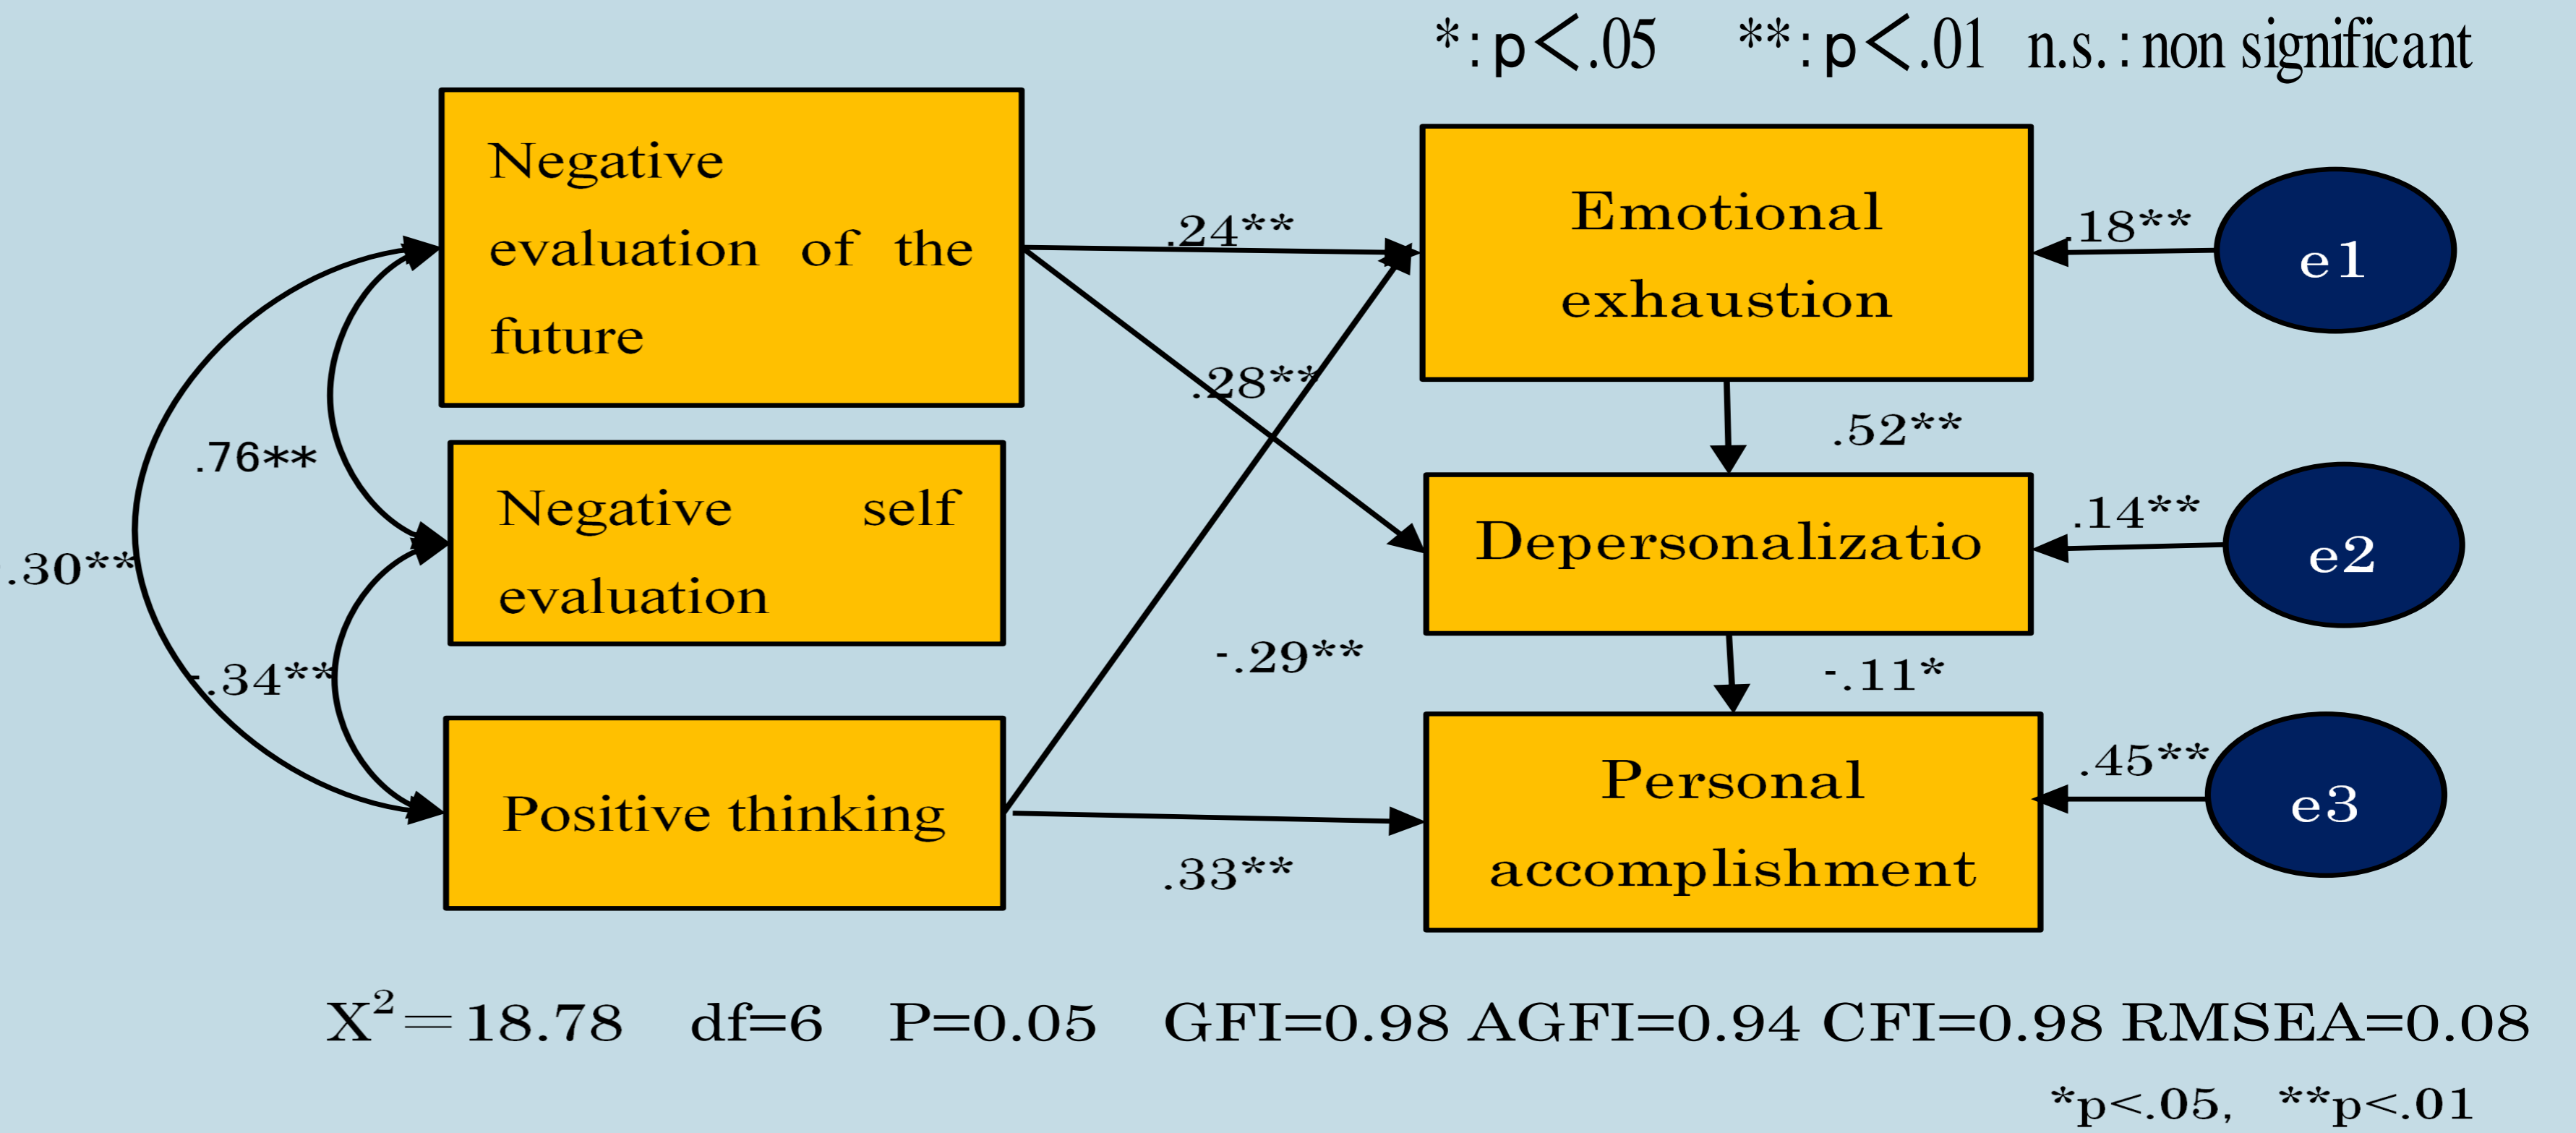 *:p<.05 **:p<.01 n.s.:non significant
Negative
evaluation of the
future
Emotional
exhaustion
.24**
.18**
e1
.28**
.52**
.76**
Negative self
evaluation
Depersonalizatio
.14**
e2
.30**
-.34**
-.29**
-.11*
Positive thinking
Personal
accomplishment
.45**
e3
.33**
X²=18.78 df=6 P=0.05 GFI=0.98 AGFI=0.94 CFI=0.98 RMSEA=0.08
*p<.05, **p<.01